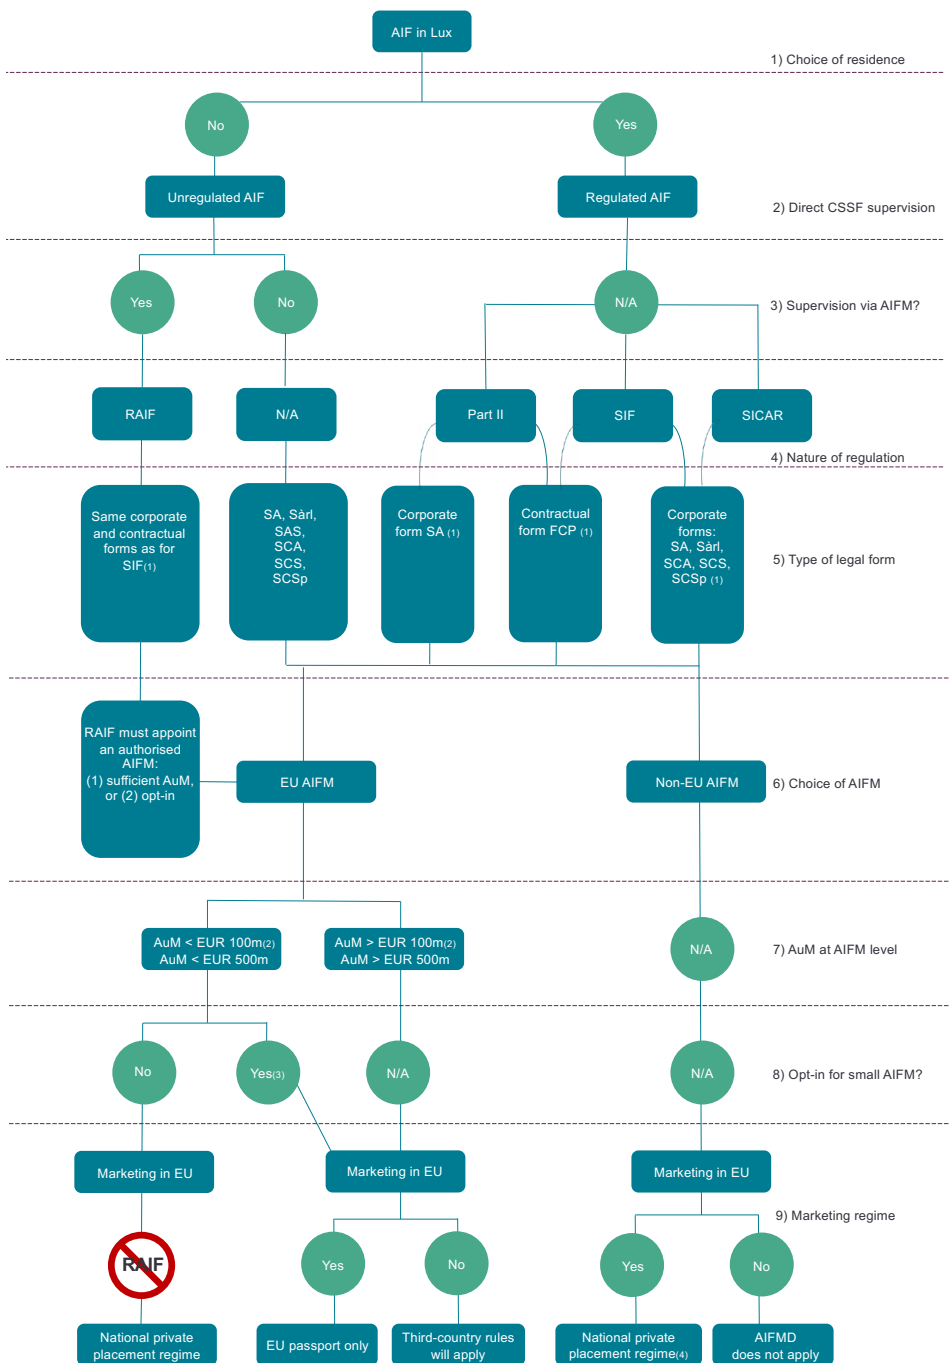 AIF in Lux
1) Choice of residence
No
Yes
Unregulated AIF
Regulated AIF
2) Direct CSSF supervision
Yes
No
N/A
3) Supervision via AIFM?
RAIF
N/A
Part II
SIF
SICAR
4) Nature of regulation
Same corporate
and contractual
forms as for
SIF(1)
SA, Sàrl,
SAS,
SCA,
SCS,
SCSp
Corporate
form SA (1)
Contractual
form FCP (1)
Corporate
forms:
SA, Sàrl,
SCA, SCS,
SCSp (1)
5) Type of legal form
RAIF must appoint
an authorised
AIFM:
(1) sufficient AuM,
or (2) opt-in
EU AIFM
Non-EU AIFM
6) Choice of AIFM
AuM < EUR 100m(2)
AuM < EUR 500m
AuM > EUR 100m(2)
AuM > EUR 500m
N/A
7) AuM at AIFM level
No
Yes(3)
N/A
N/A
8) Opt-in for small AIFM?
Marketing in EU
Marketing in EU
Marketing in EU
9) Marketing regime
RAIF
Yes
No
Yes
No
National private
placement regime
EU passport only
Third-country rules
will apply
National private
placement regime(4)
AIFMD
does not apply